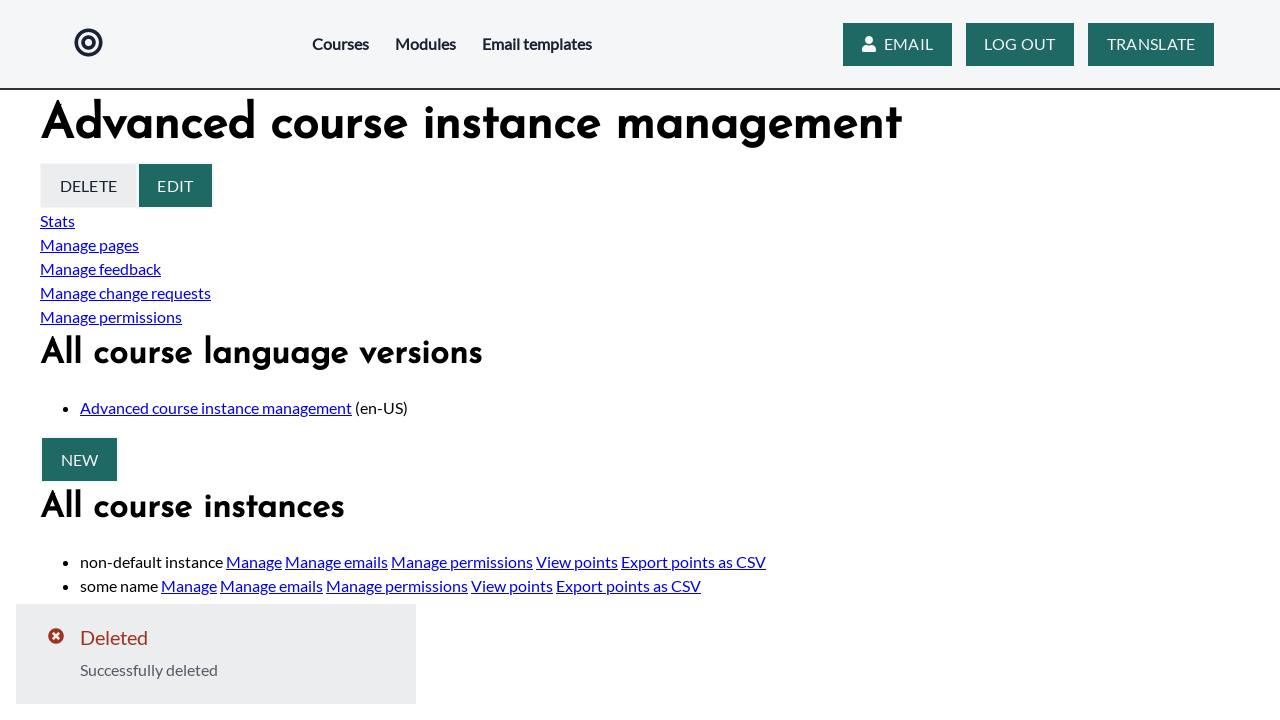 Courses Modules Email templates EMAIL LOG OUT TRANSLATE
Advanced course instance management
DELETE EDIT
Stats
Manage pages
Manage feedback
Manage change requests
Manage permissions
All course language versions
Advanced course instance management (en-US)
NEW
All course instances
non-default instance Manage Manage emails Manage permissions View points Export points as CSV
some name Manage Manage emails Manage permissions View points Export points as CSV
Deleted
Successfully deleted